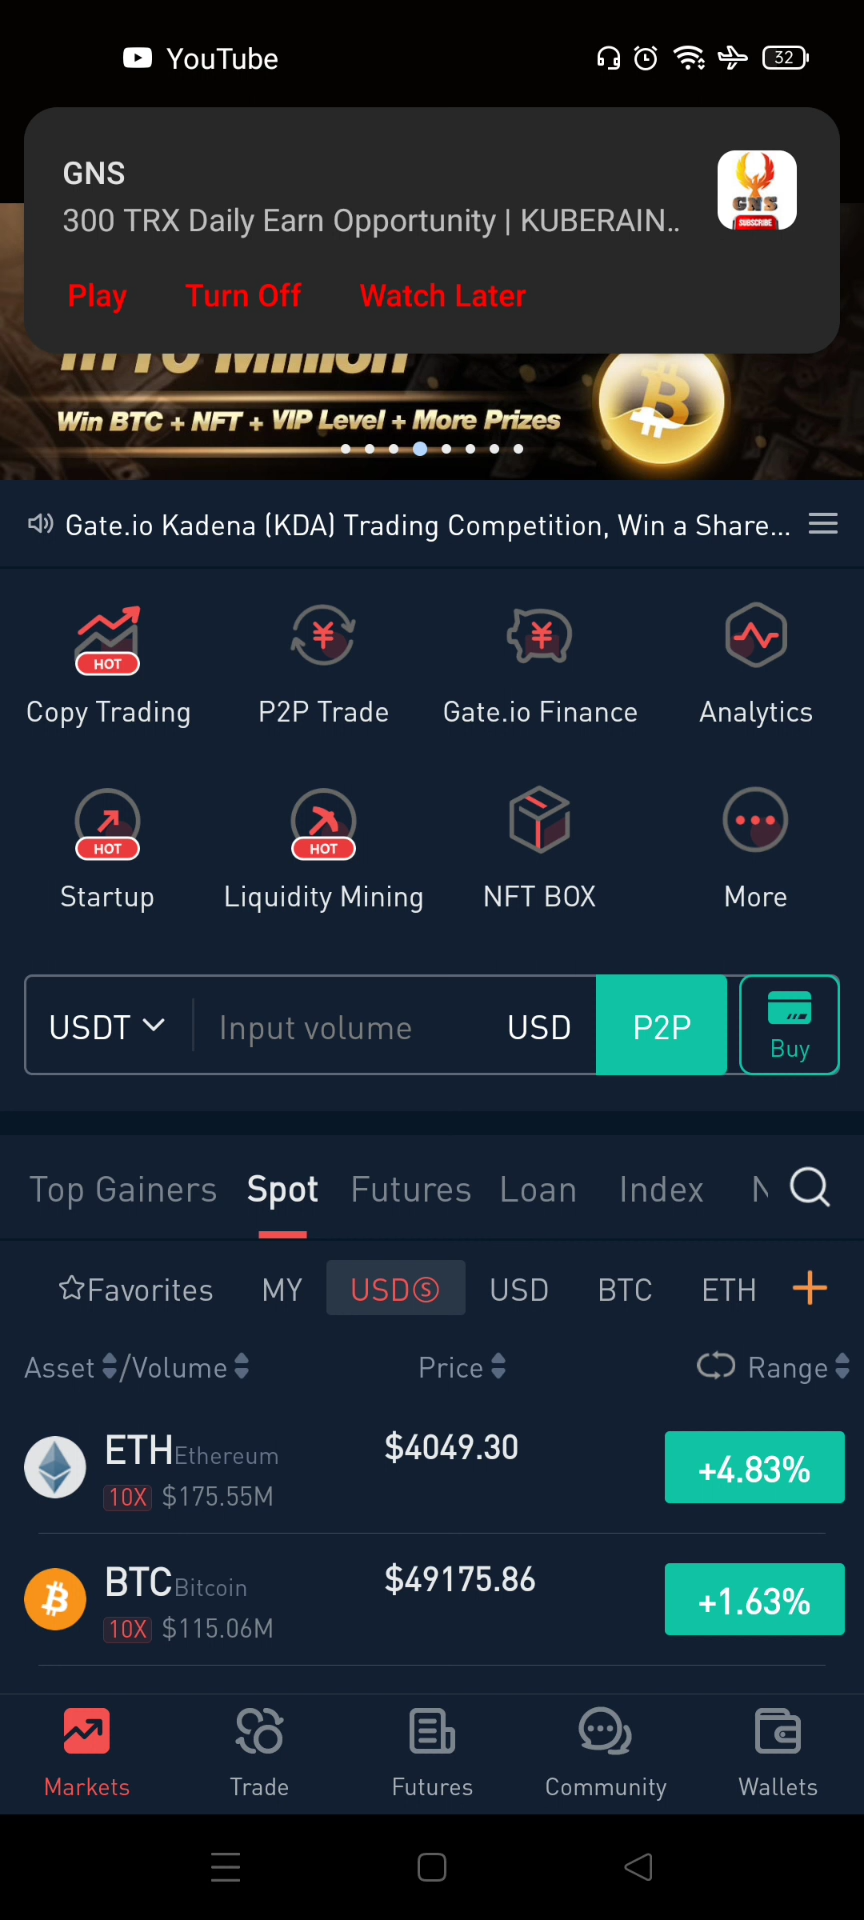 YouTube
32
GNS
300 TRX Daily Earn Opportunity | KUBERAIN..
GNS
SUBSCRIBE
Play Turn Off Watch Later
Win BTC + NFT + VIP Level + More Prizes
Gate.io Kadena (KDA) Trading Competition, Win a Share...
HOT
Copy Trading P2P Trade Gate.io Finance Analytics
HOT HOT
Startup Liquidity Mining NFT BOX More
USDT Input volume USD P2P Buy
Top Gainers Spot Futures Loan Index
Favorites MY USDⓈ USD BTC ETH
Asset /Volume Price Range
ETH Ethereum $4049.30 +4.83%
10X $175.55M
BTC Bitcoin $49175.86 +1.63%
10X $115.06M
Markets Trade Futures Community Wallets